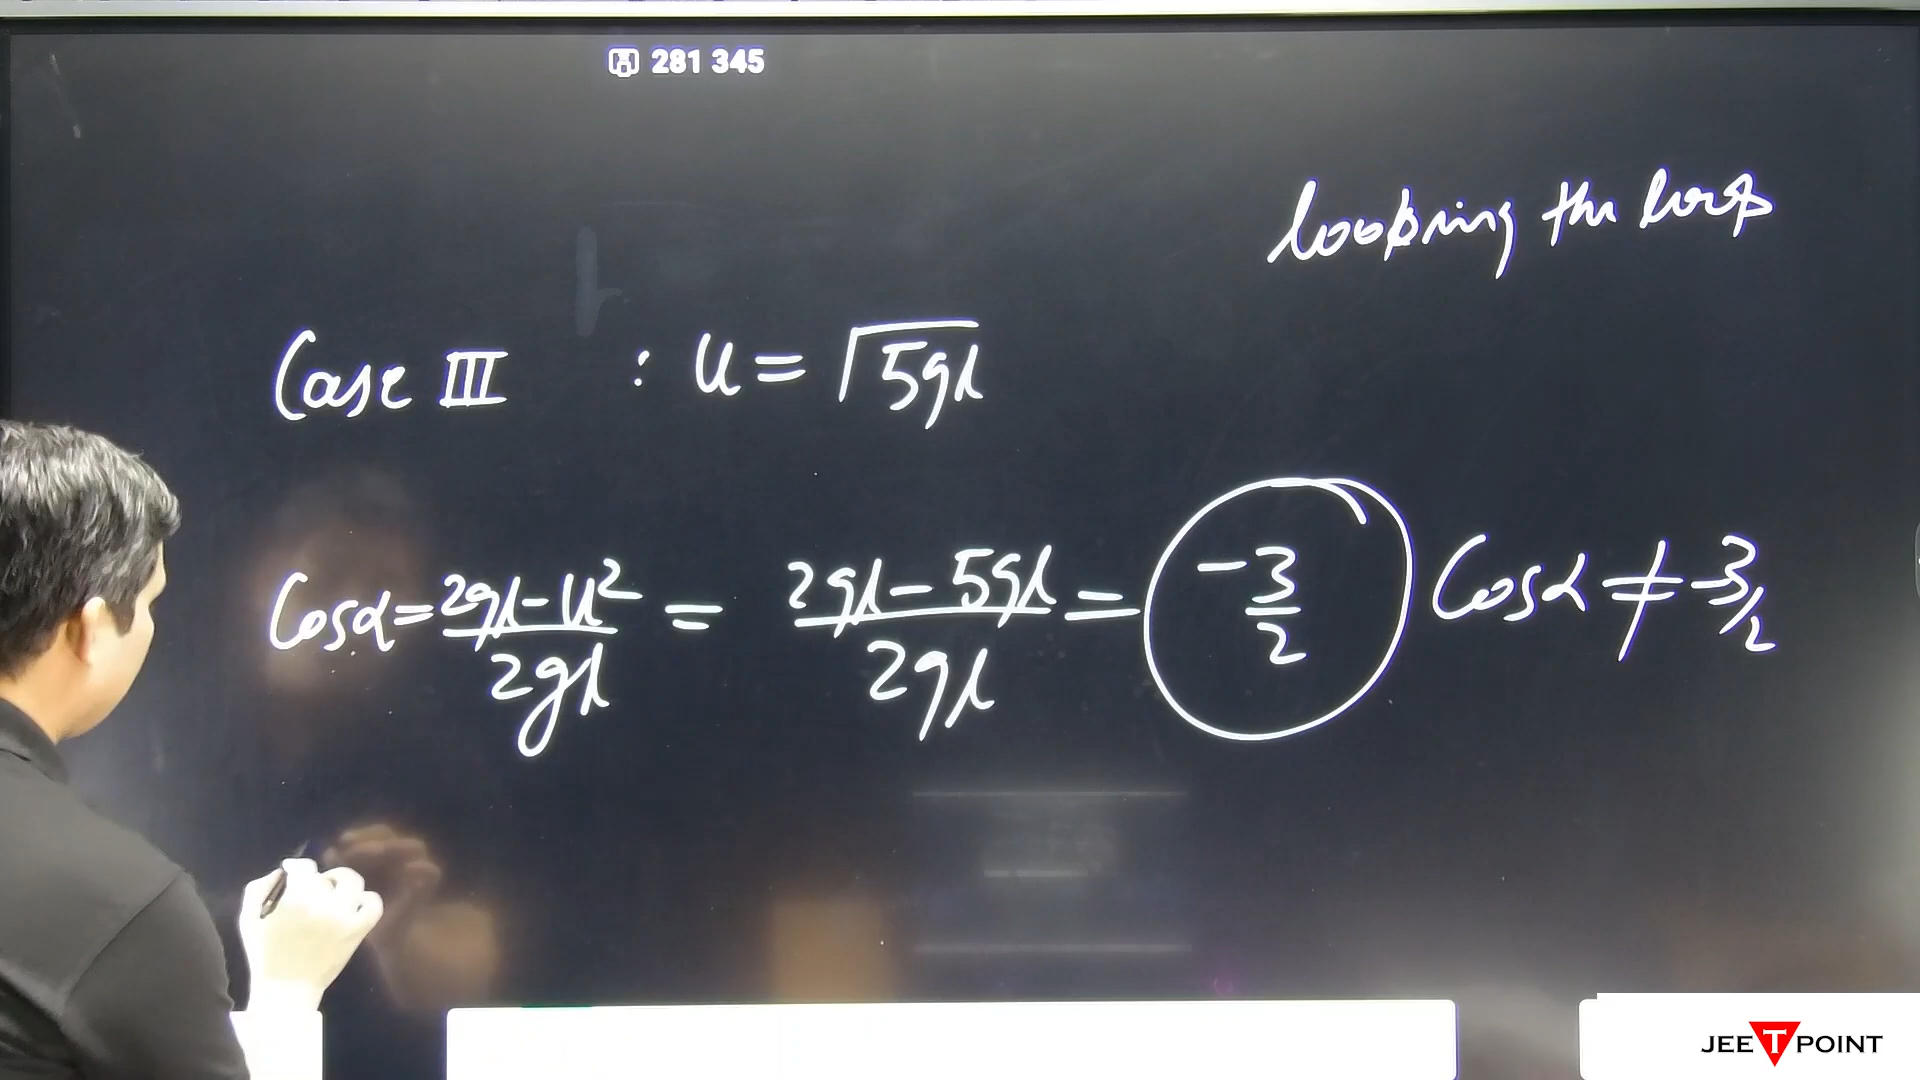 281 345
looping the loop
Case III : u = √5gl
Cosα = (2gl - u²)/2gl = (2gl - 5gl)/2gl = -3/2 Cosα ≠ -3/2
JEE T POINT